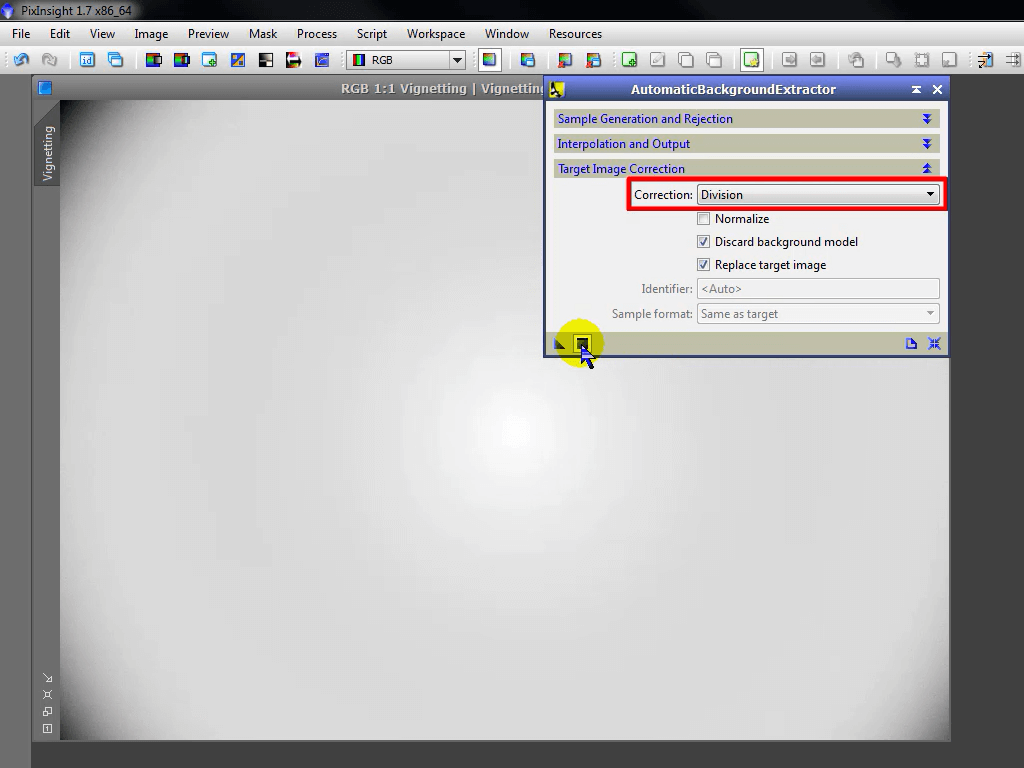 PixInsight 1.7 x86_64
File Edit View Image Preview Mask Process Script Workspace Window Resources
id RGB
RGB 1:1 Vignetting | Vignetting
AutomaticBackgroundExtractor
Vignetting
Sample Generation and Rejection
Interpolation and Output
Target Image Correction
Correction: Division
Normalize
Discard background model
Replace target image
Identifier: <Auto>
Sample format: Same as target